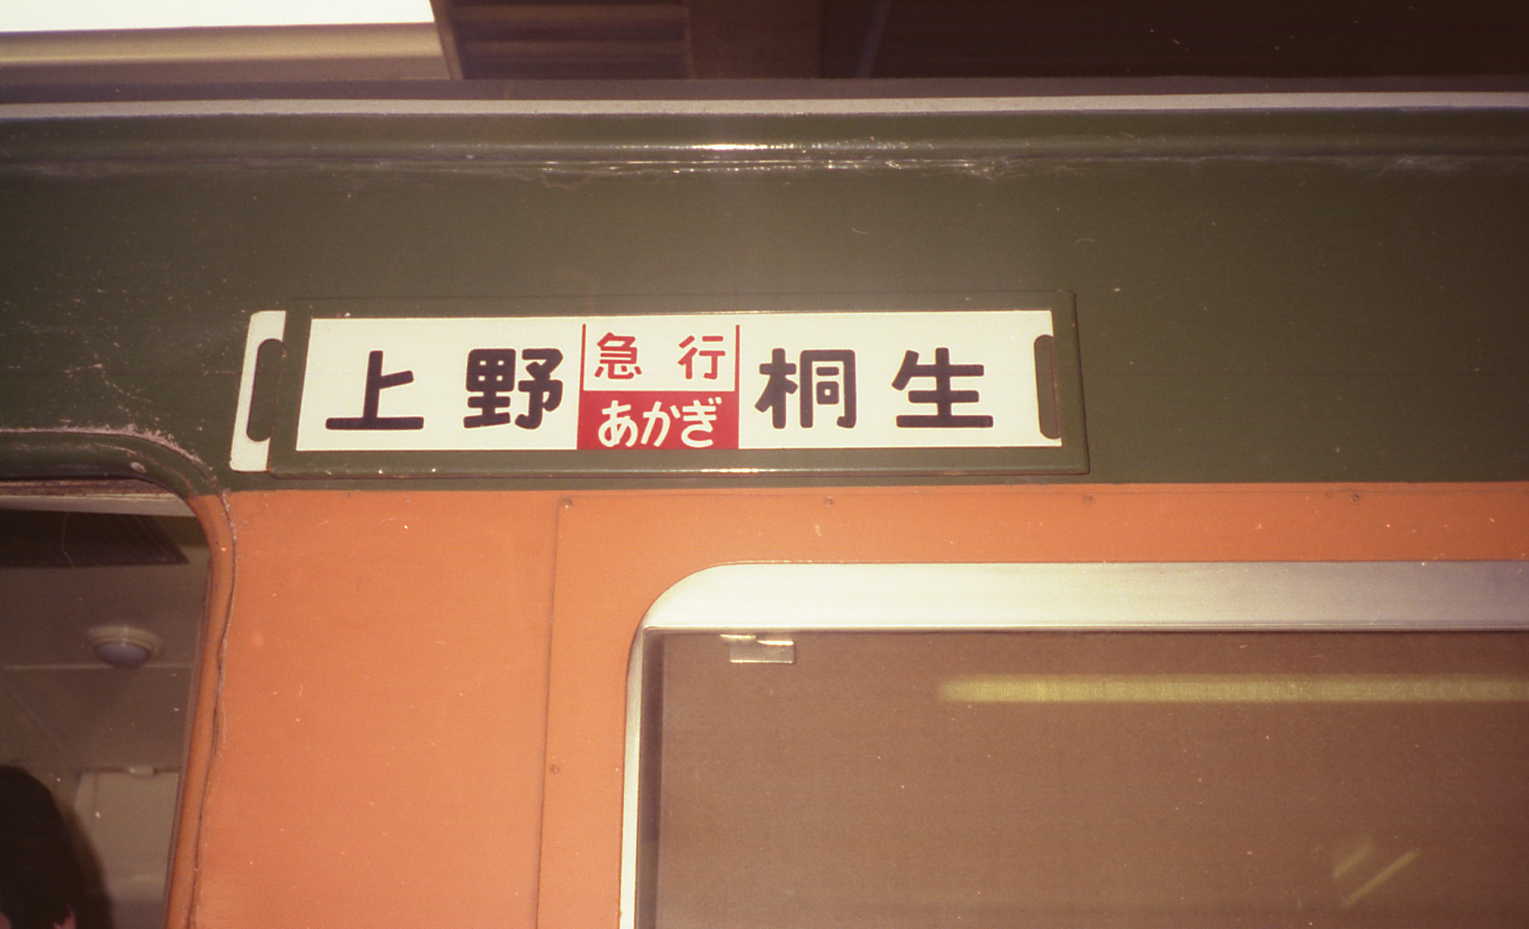 上野 急行 桐生
あかぎ